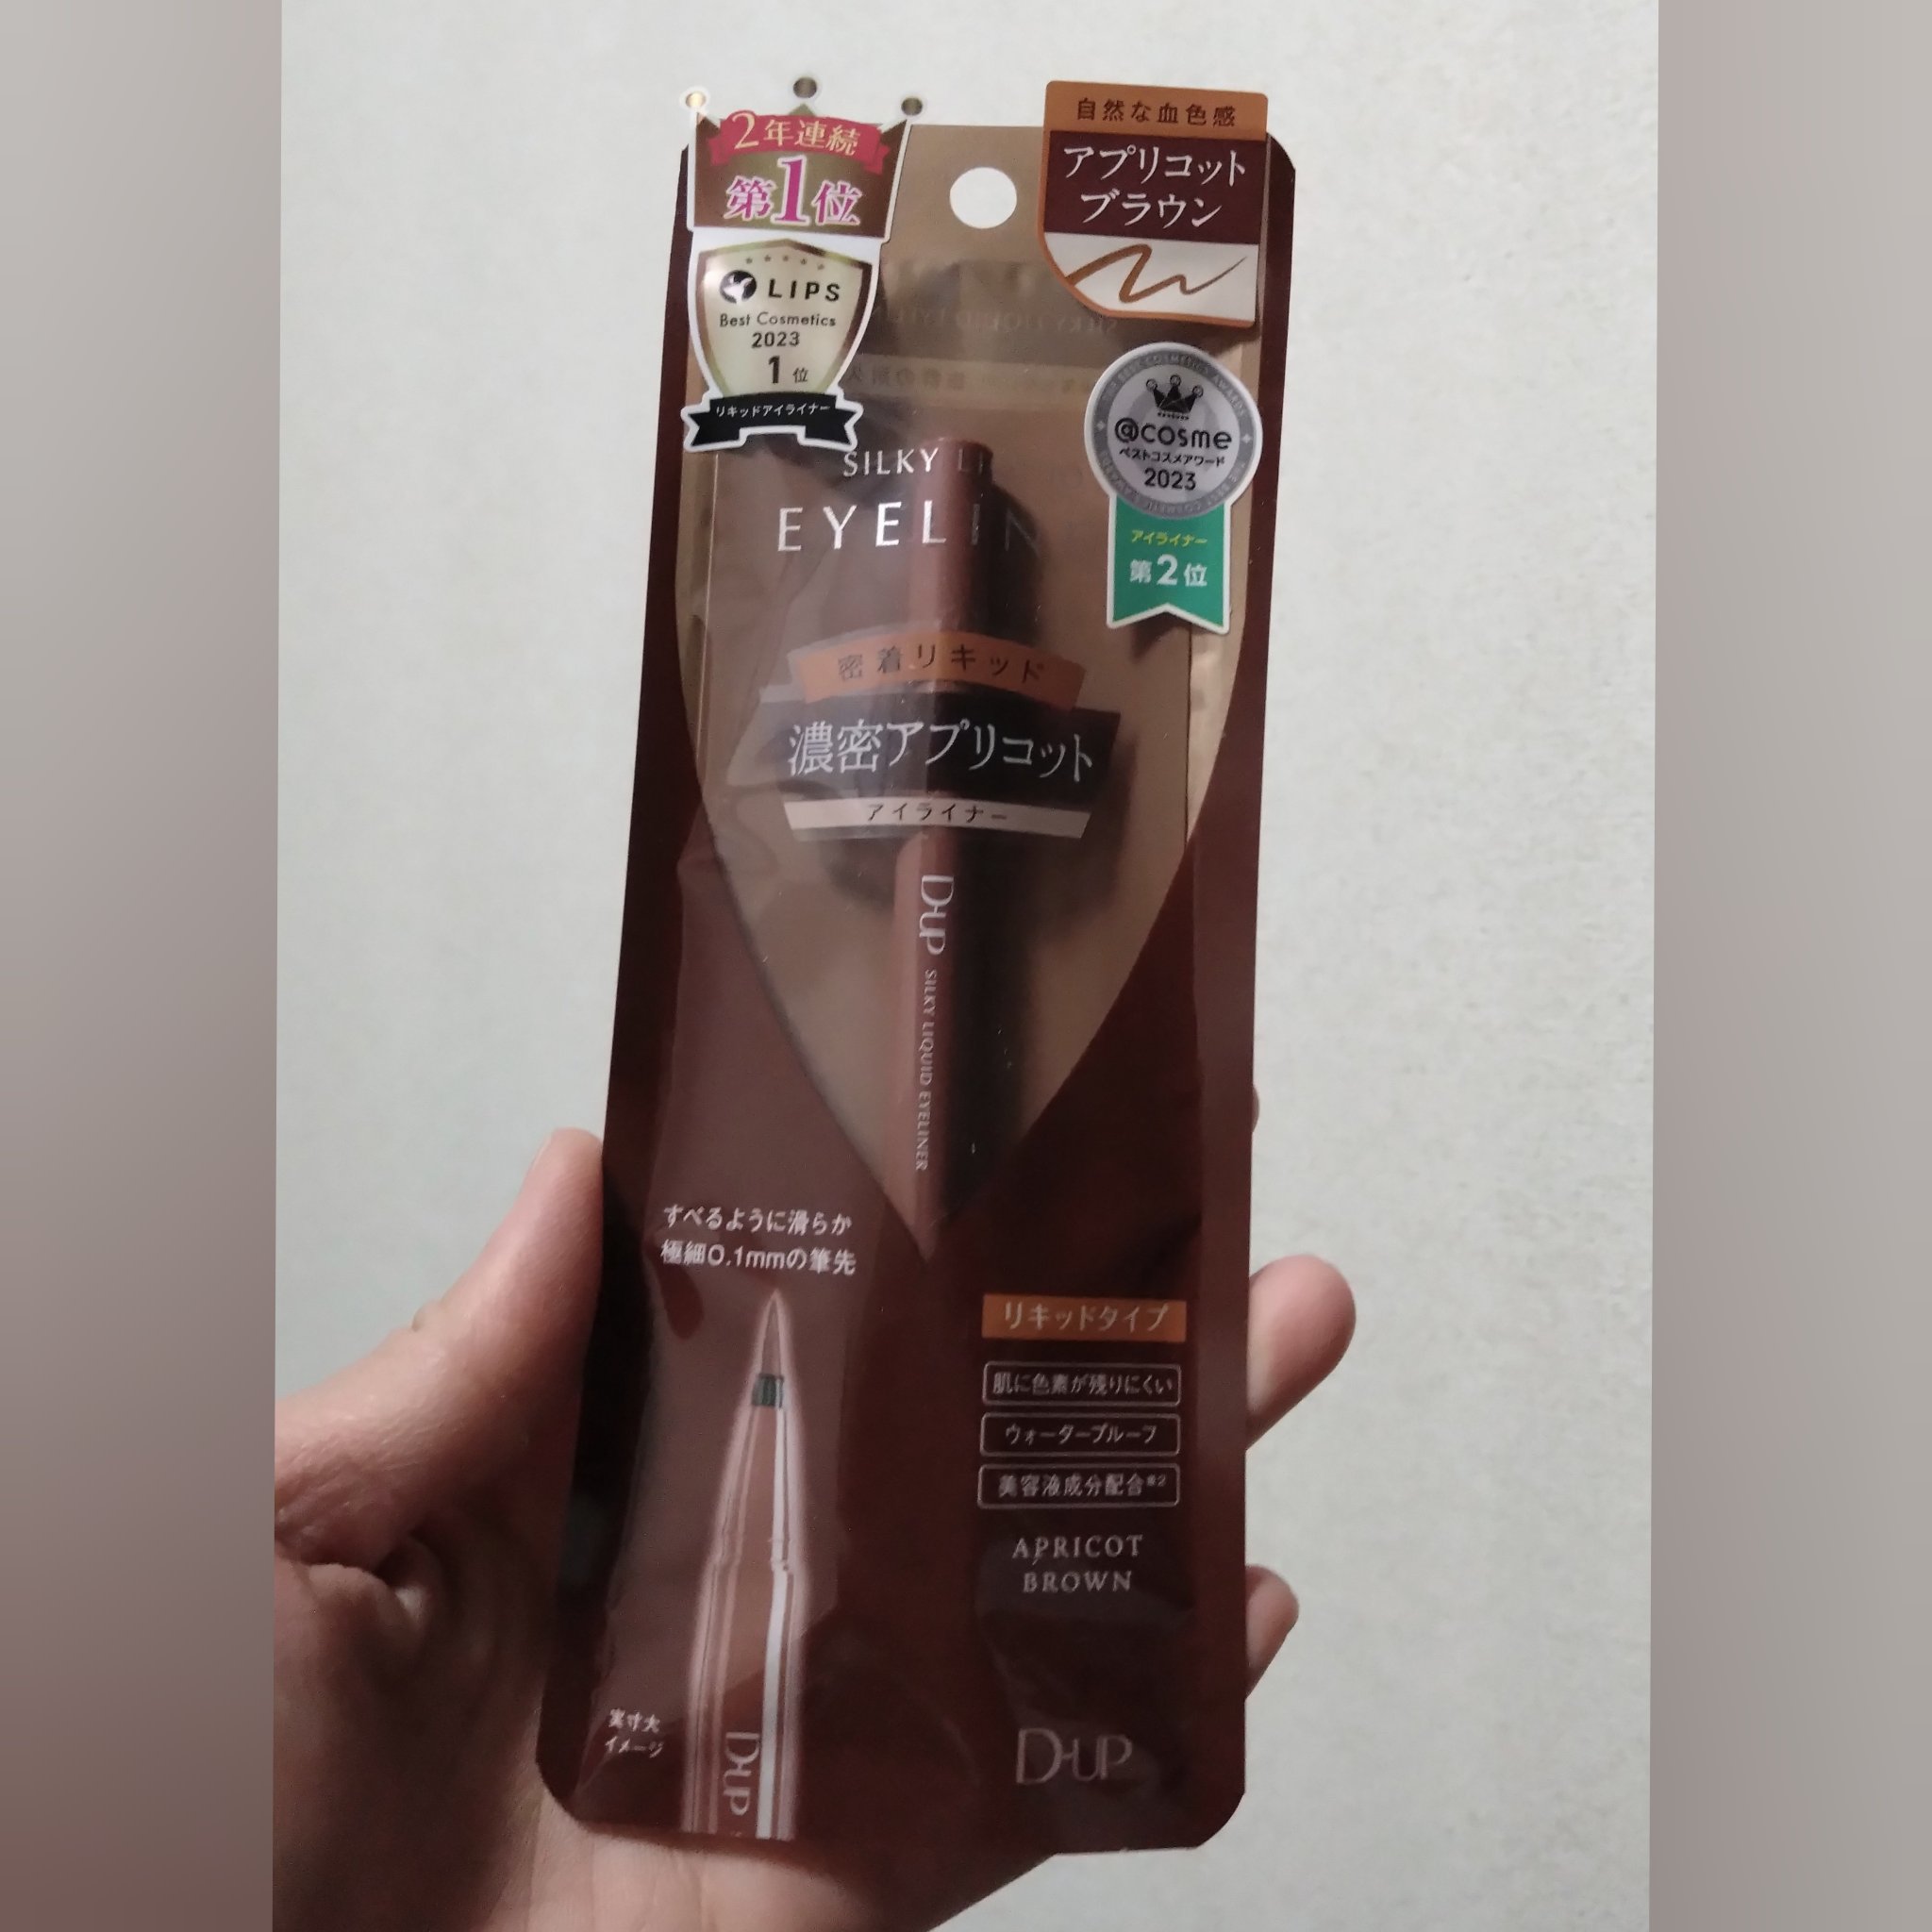 2年連続
第1位
LIPS
Best Cosmetics
2023
1位
リキッドアイライナー
自然な血色感
アプリコット
ブラウン
@cosme
ベストコスメアワード
2023
アイライナー
第2位
SILKY LI
EYELIN
密着リキッド
濃密アプリコット
アイライナー
D-UP SILKY LIQUID EYELINER
すべるように滑らか
極細0.1mmの筆先
リキッドタイプ
肌に色素が残りにくい
ウォータープルーフ
美容液成分配合※2
APRICOT
BROWN
実寸大
イメージ
D-UP
D-UP